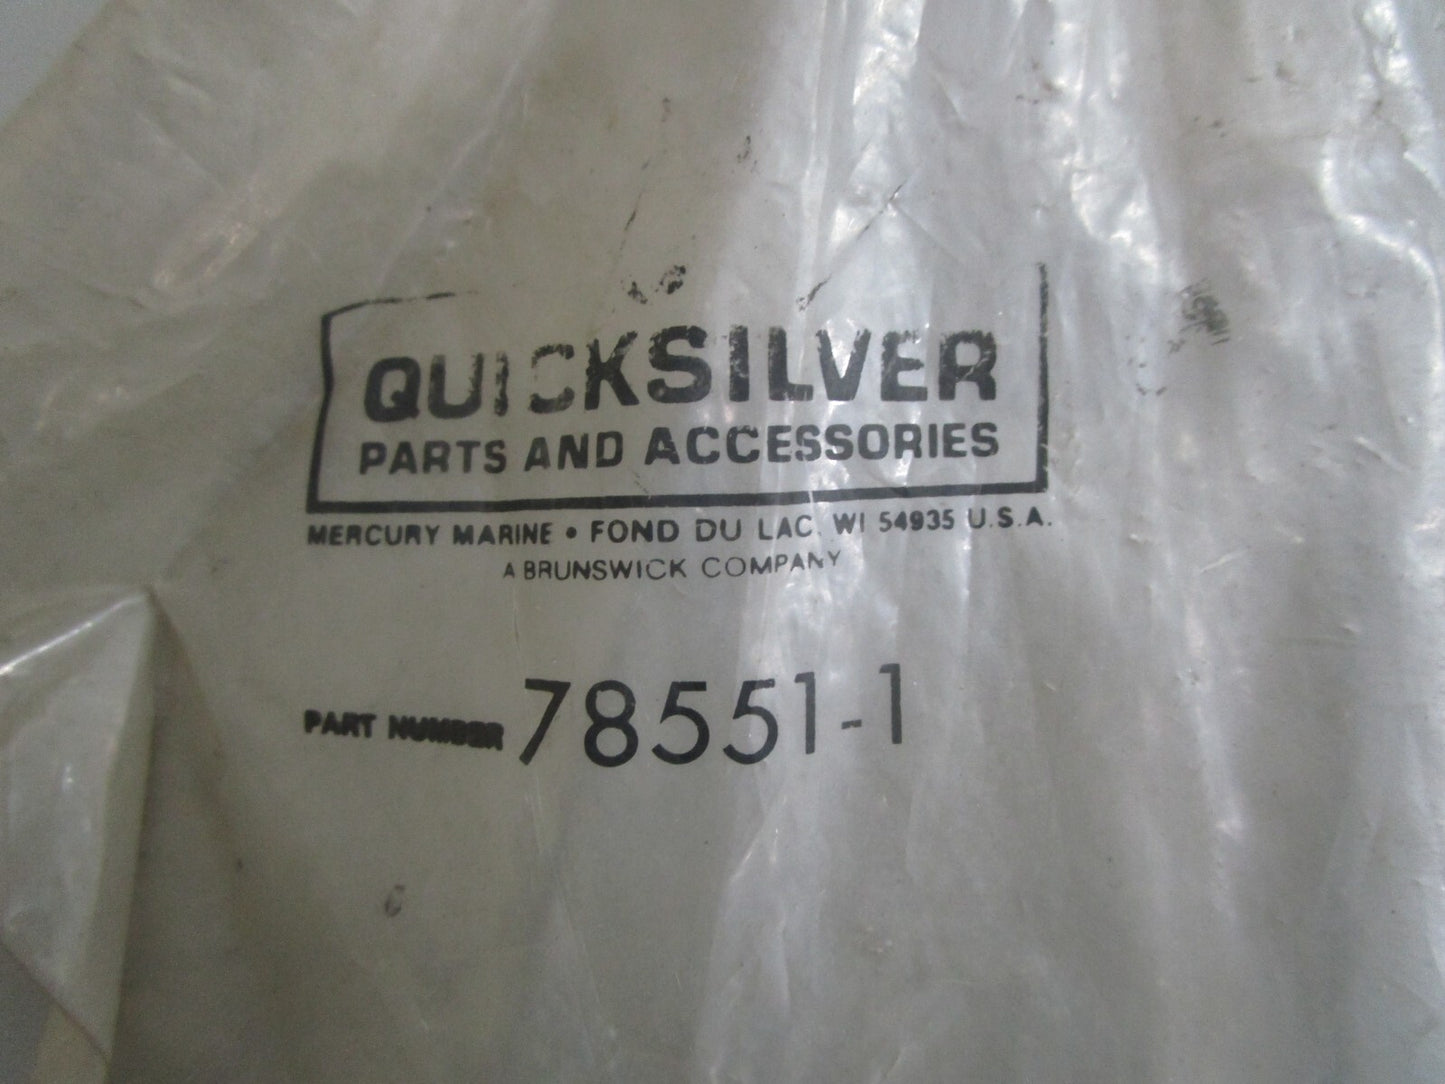 QUICKSILVER
PARTS AND ACCESSORIES
MERCURY MARINE • FOND DU LAC, WI 54935 U.S.A.
A BRUNSWICK COMPANY
PART NUMBER 78551-1